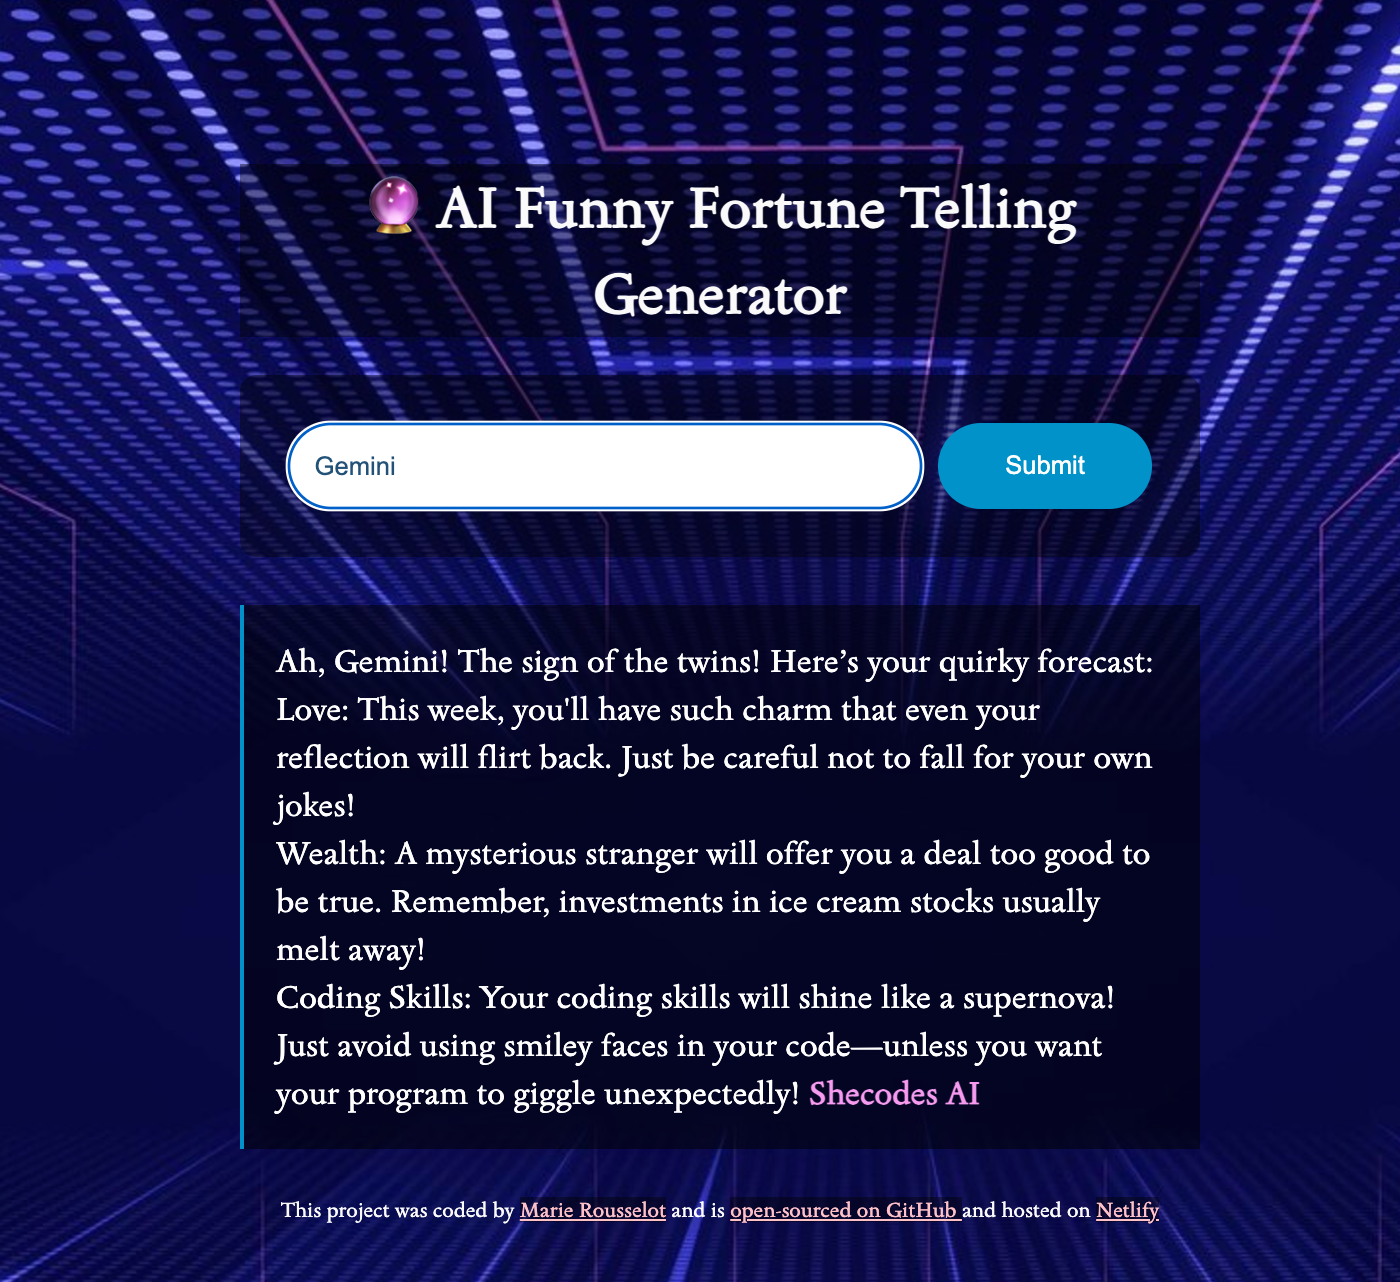 🔮 AI Funny Fortune Telling
Generator
Gemini
Submit
Ah, Gemini! The sign of the twins! Here’s your quirky forecast:
Love: This week, you'll have such charm that even your
reflection will flirt back. Just be careful not to fall for your own
jokes!
Wealth: A mysterious stranger will offer you a deal too good to
be true. Remember, investments in ice cream stocks usually
melt away!
Coding Skills: Your coding skills will shine like a supernova!
Just avoid using smiley faces in your code—unless you want
your program to giggle unexpectedly! Shecodes AI
This project was coded by Marie Rousselot and is open-sourced on GitHub and hosted on Netlify